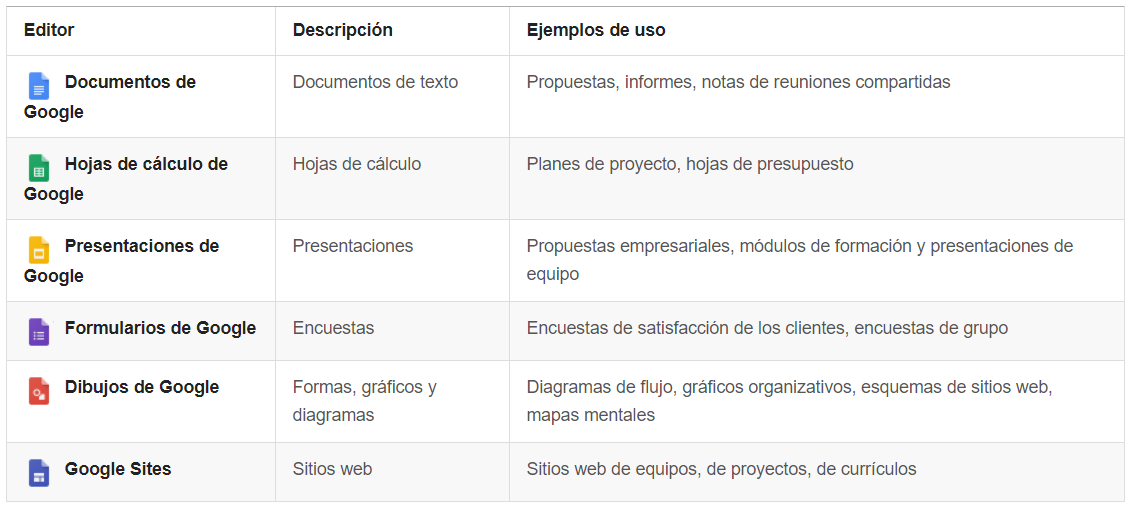 Editor Descripción Ejemplos de uso
Documentos de Google Documentos de texto Propuestas, informes, notas de reuniones compartidas
Hojas de cálculo de Google Hojas de cálculo Planes de proyecto, hojas de presupuesto
Presentaciones de Google Presentaciones Propuestas empresariales, módulos de formación y presentaciones de equipo
Formularios de Google Encuestas Encuestas de satisfacción de los clientes, encuestas de grupo
Dibujos de Google Formas, gráficos y diagramas Diagramas de flujo, gráficos organizativos, esquemas de sitios web, mapas mentales
Google Sites Sitios web Sitios web de equipos, de proyectos, de currículos